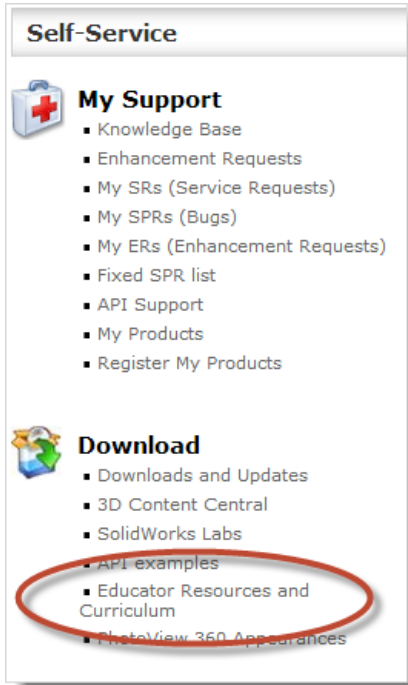 Self-Service
My Support
Knowledge Base
Enhancement Requests
My SRs (Service Requests)
My SPRs (Bugs)
My ERs (Enhancement Requests)
Fixed SPR list
API Support
My Products
Register My Products
Download
Downloads and Updates
3D Content Central
SolidWorks Labs
API examples
Educator Resources and
Curriculum
PhotoView 360 Appearances